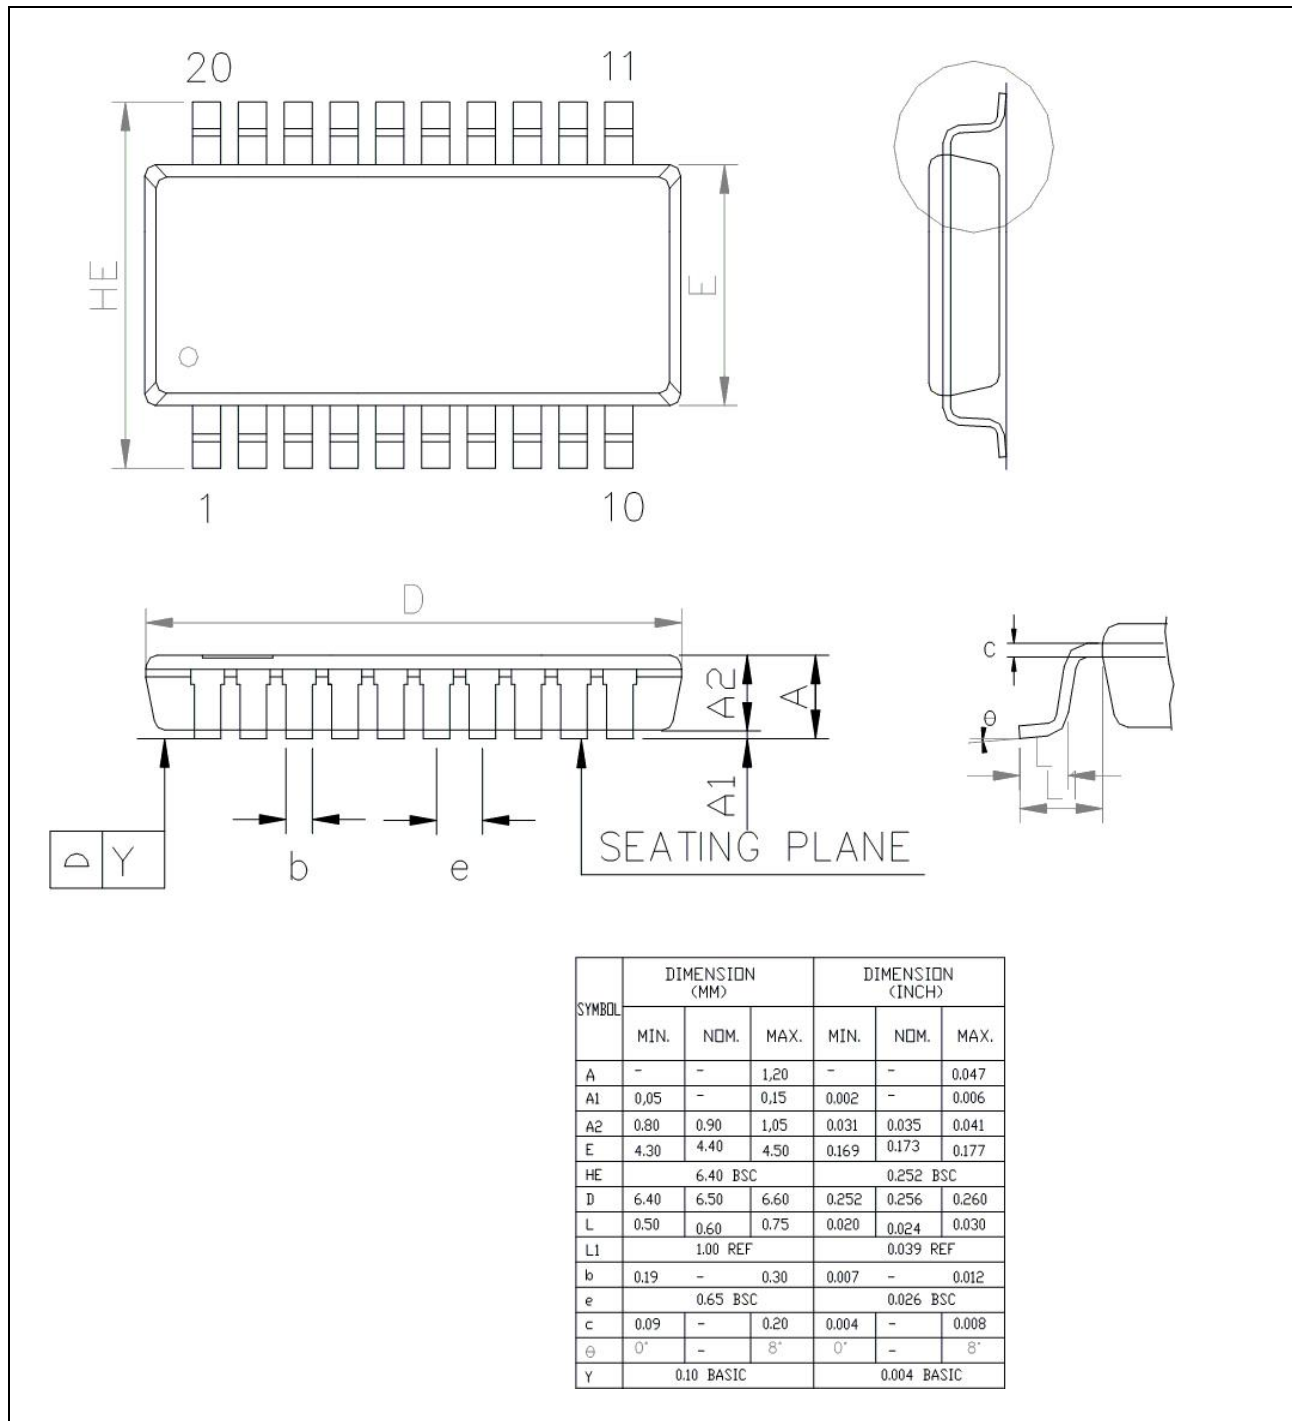 20 11
HE
E
1 10
D
A2
A
A1
b
e
SEATING PLANE
Y
c
θ
L
L
SYMBOL DIMENSION (MM) DIMENSION (INCH)
MIN. NOM. MAX. MIN. NOM. MAX.
A - - 1,20 - - 0.047
A1 0,05 - 0,15 0.002 - 0.006
A2 0.80 0.90 1,05 0.031 0.035 0.041
E 4.30 4.40 4.50 0.169 0.173 0.177
HE 6.40 BSC 0.252 BSC
D 6.40 6.50 6.60 0.252 0.256 0.260
L 0.50 0.60 0.75 0.020 0.024 0.030
L1 1.00 REF 0.039 REF
b 0.19 - 0.30 0.007 - 0.012
e 0.65 BSC 0.026 BSC
c 0.09 - 0.20 0.004 - 0.008
θ 0° - 8° 0° - 8°
Y 0.10 BASIC 0.004 BASIC